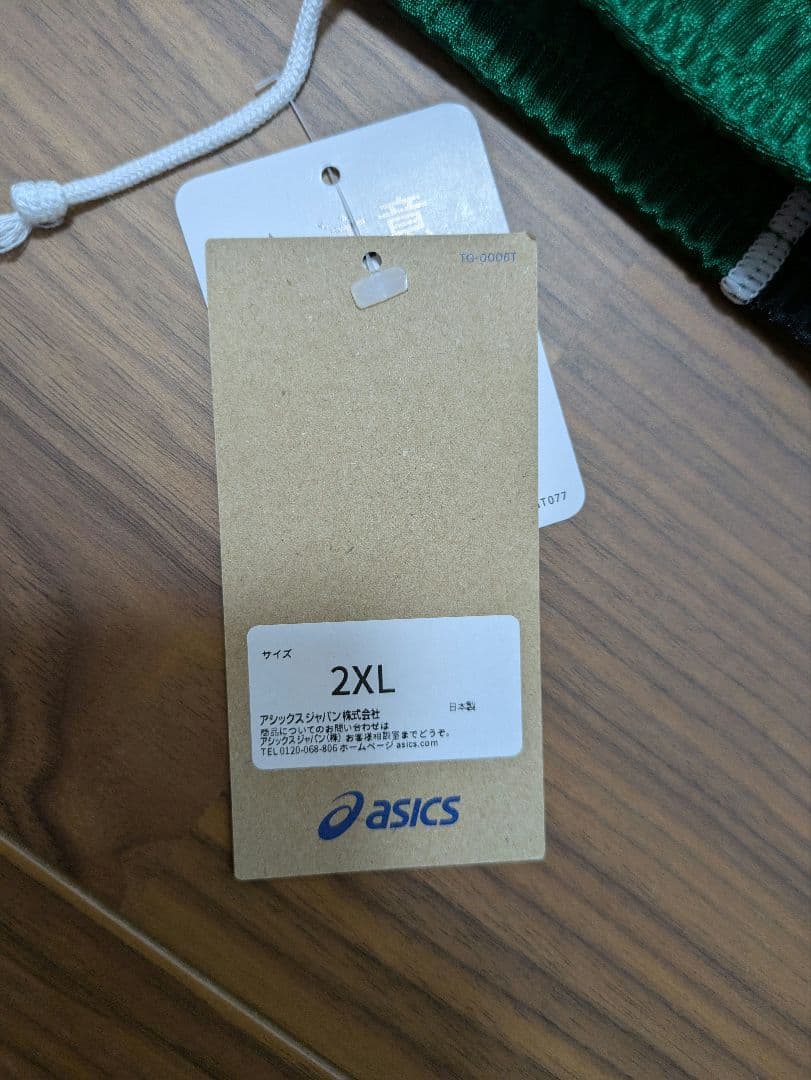 TG-0006T
T077
サイズ
2XL
アシックスジャパン株式会社
日本製
商品についてのお問い合わせは
アシックスジャパン(株) お客様相談室までどうぞ。
TEL 0120-068-806 ホームページ asics.com
asics